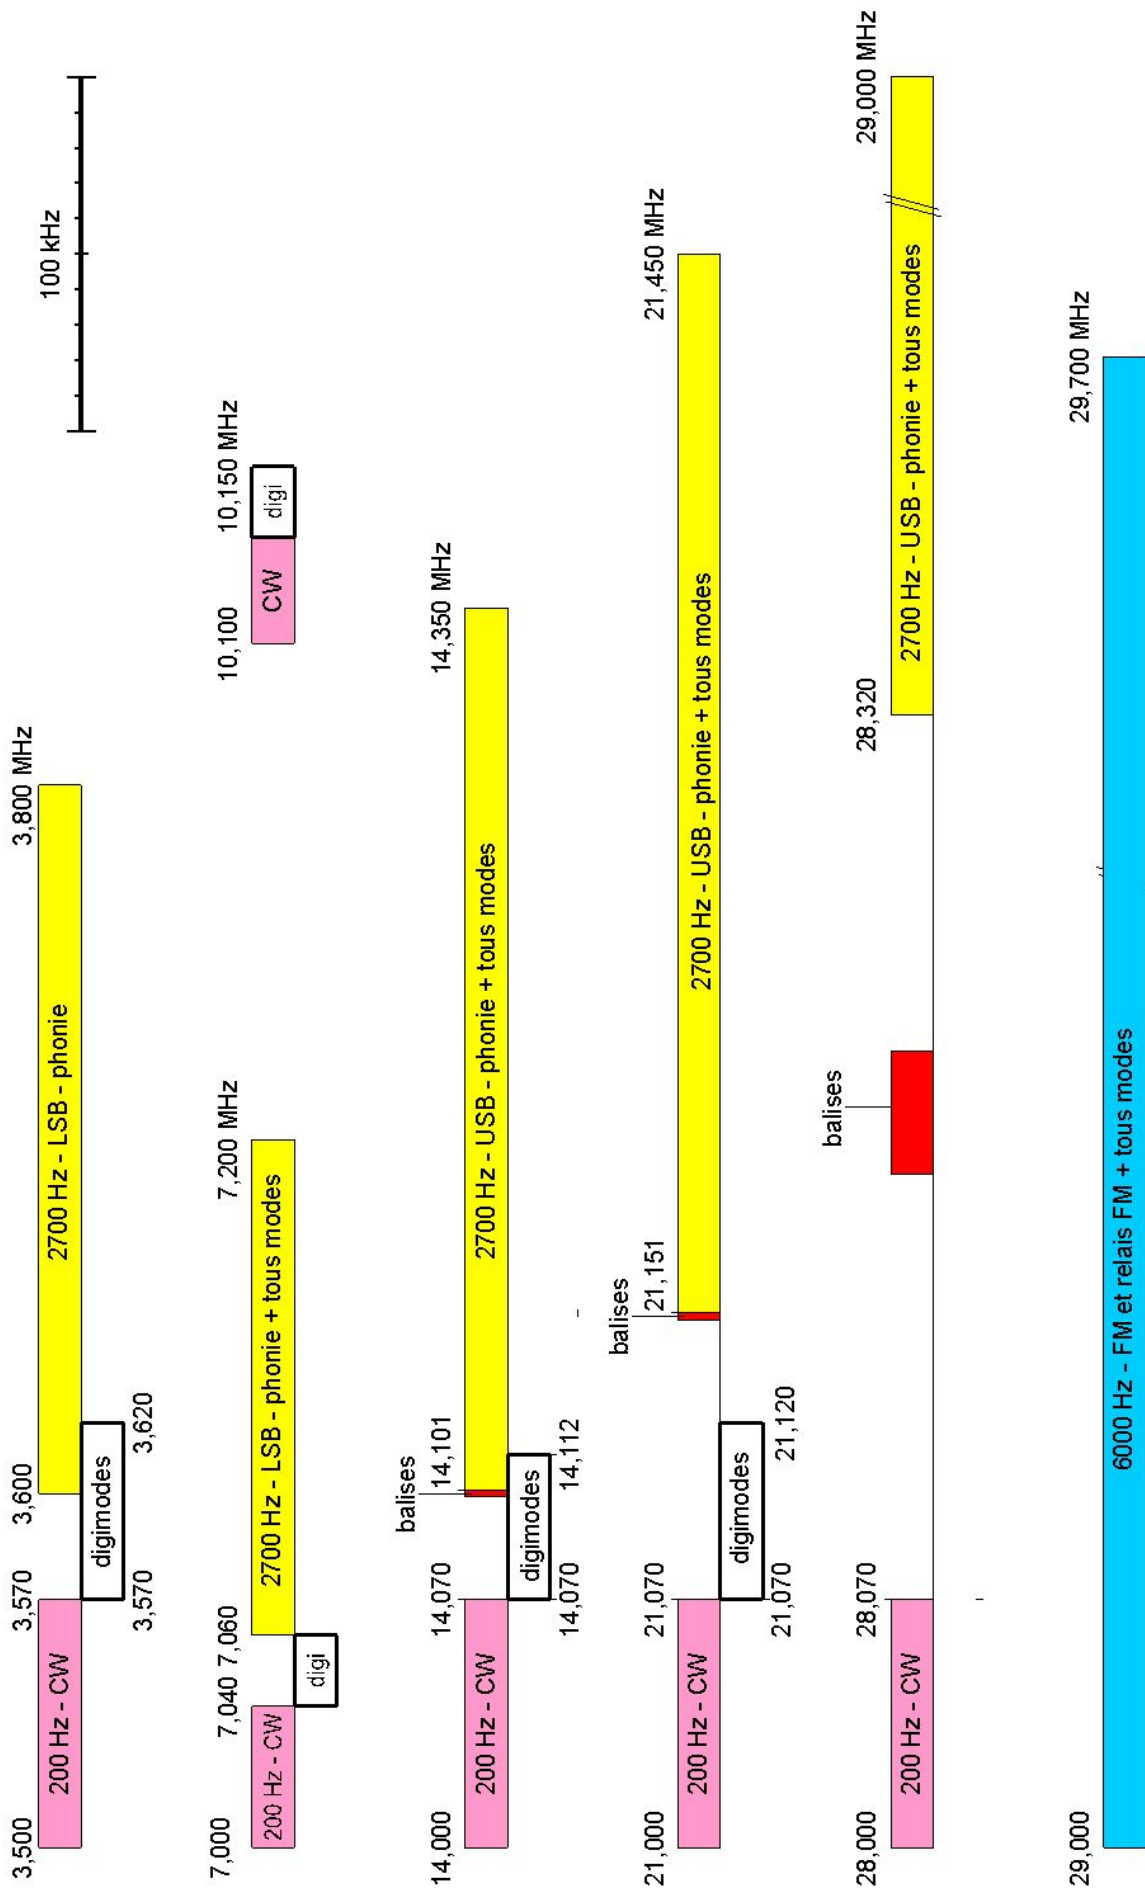 100 kHz
3,500
3,570
3,600
3,800 MHz
200 Hz - CW
2700 Hz - LSB - phonie
digimodes
3,570
3,620
7,000
7,040
7,060
7,200 MHz
10,100
10,150 MHz
200 Hz - CW
2700 Hz - LSB - phonie + tous modes
CW
digi
digi
balises
14,000
14,070
14,101
14,350 MHz
200 Hz - CW
2700 Hz - USB - phonie + tous modes
digimodes
14,070
14,112
balises
21,000
21,070
21,151
21,450 MHz
200 Hz - CW
2700 Hz - USB - phonie + tous modes
digimodes
21,070
21,120
balises
28,000
28,070
28,320
29,000 MHz
200 Hz - CW
2700 Hz - USB - phonie + tous modes
29,000
29,700 MHz
6000 Hz - FM et relais FM + tous modes